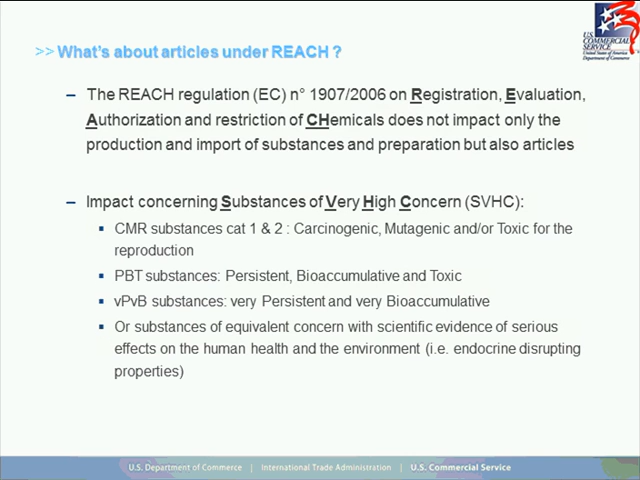 U.S.
COMMERCIAL
SERVICE
United States of America
Department of Commerce
>> What's about articles under REACH ?
– The REACH regulation (EC) n° 1907/2006 on Registration, Evaluation,
Authorization and restriction of CHemicals does not impact only the
production and import of substances and preparation but also articles
– Impact concerning Substances of Very High Concern (SVHC):
▪ CMR substances cat 1 & 2 : Carcinogenic, Mutagenic and/or Toxic for the
reproduction
▪ PBT substances: Persistent, Bioaccumulative and Toxic
▪ vPvB substances: very Persistent and very Bioaccumulative
▪ Or substances of equivalent concern with scientific evidence of serious
effects on the human health and the environment (i.e. endocrine disrupting
properties)
U.S. Department of Commerce | International Trade Administration | U.S. Commercial Service